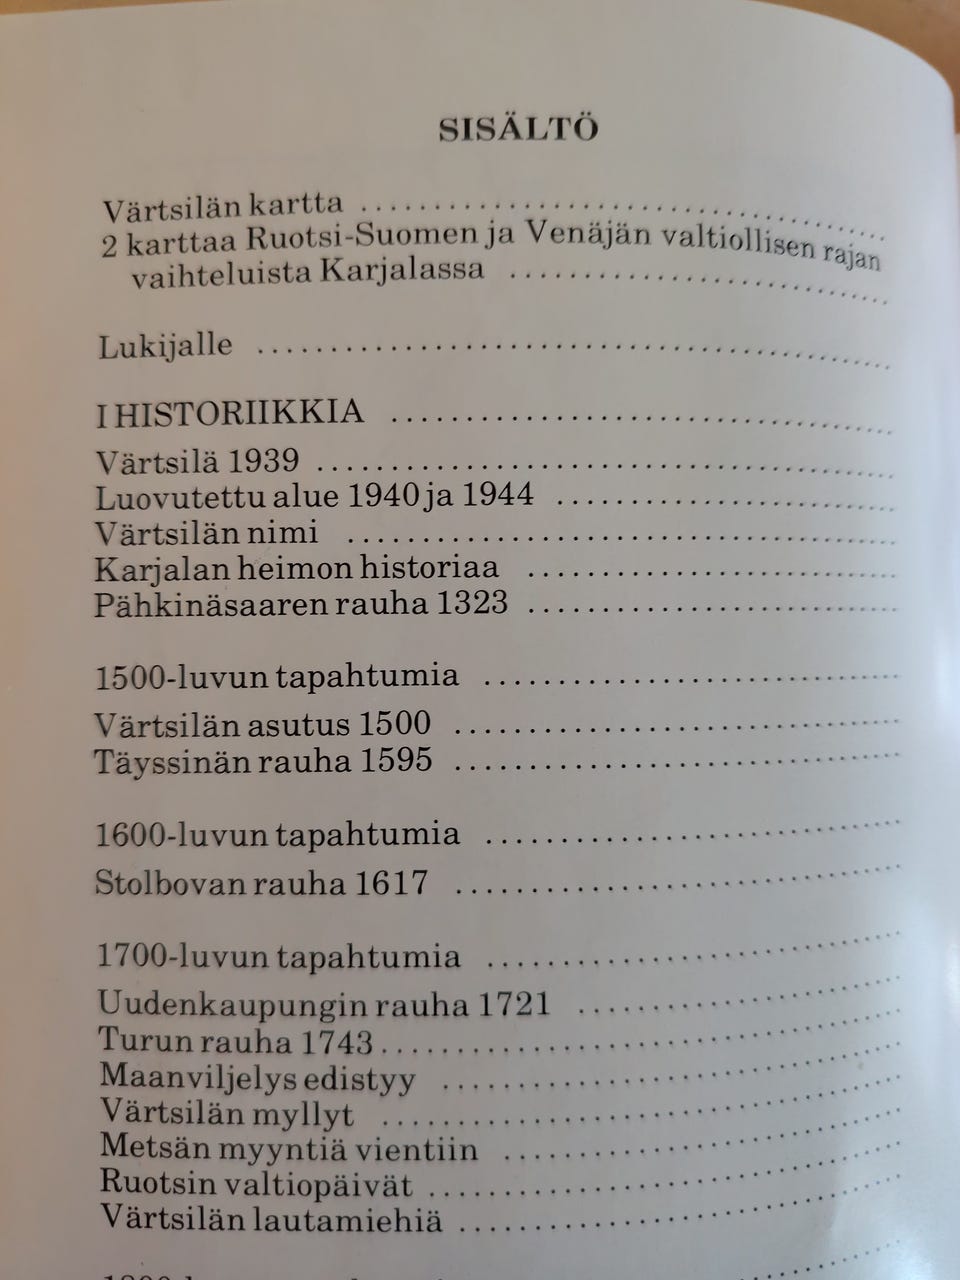 SISÄLTÖ
Värtsilän kartta ........................................
2 karttaa Ruotsi-Suomen ja Venäjän valtiollisen rajan
vaihteluista Karjalassa ..............................
Lukijalle ............................................
I HISTORIIKKIA ...................................
Värtsilä 1939 ........................................
Luovutettu alue 1940 ja 1944 ........................
Värtsilän nimi ......................................
Karjalan heimon historiaa ..........................
Pähkinäsaaren rauha 1323 ..........................
1500-luvun tapahtumia .............................
Värtsilän asutus 1500 ...............................
Täyssinän rauha 1595 ...............................
1600-luvun tapahtumia .............................
Stolbovan rauha 1617 ...............................
1700-luvun tapahtumia .............................
Uudenkaupungin rauha 1721 .......................
Turun rauha 1743 ....................................
Maanviljelys edistyy ................................
Värtsilän myllyt ....................................
Metsän myyntiä vientiin ............................
Ruotsin valtiopäivät .................................
Värtsilän lautamiehiä ...............................